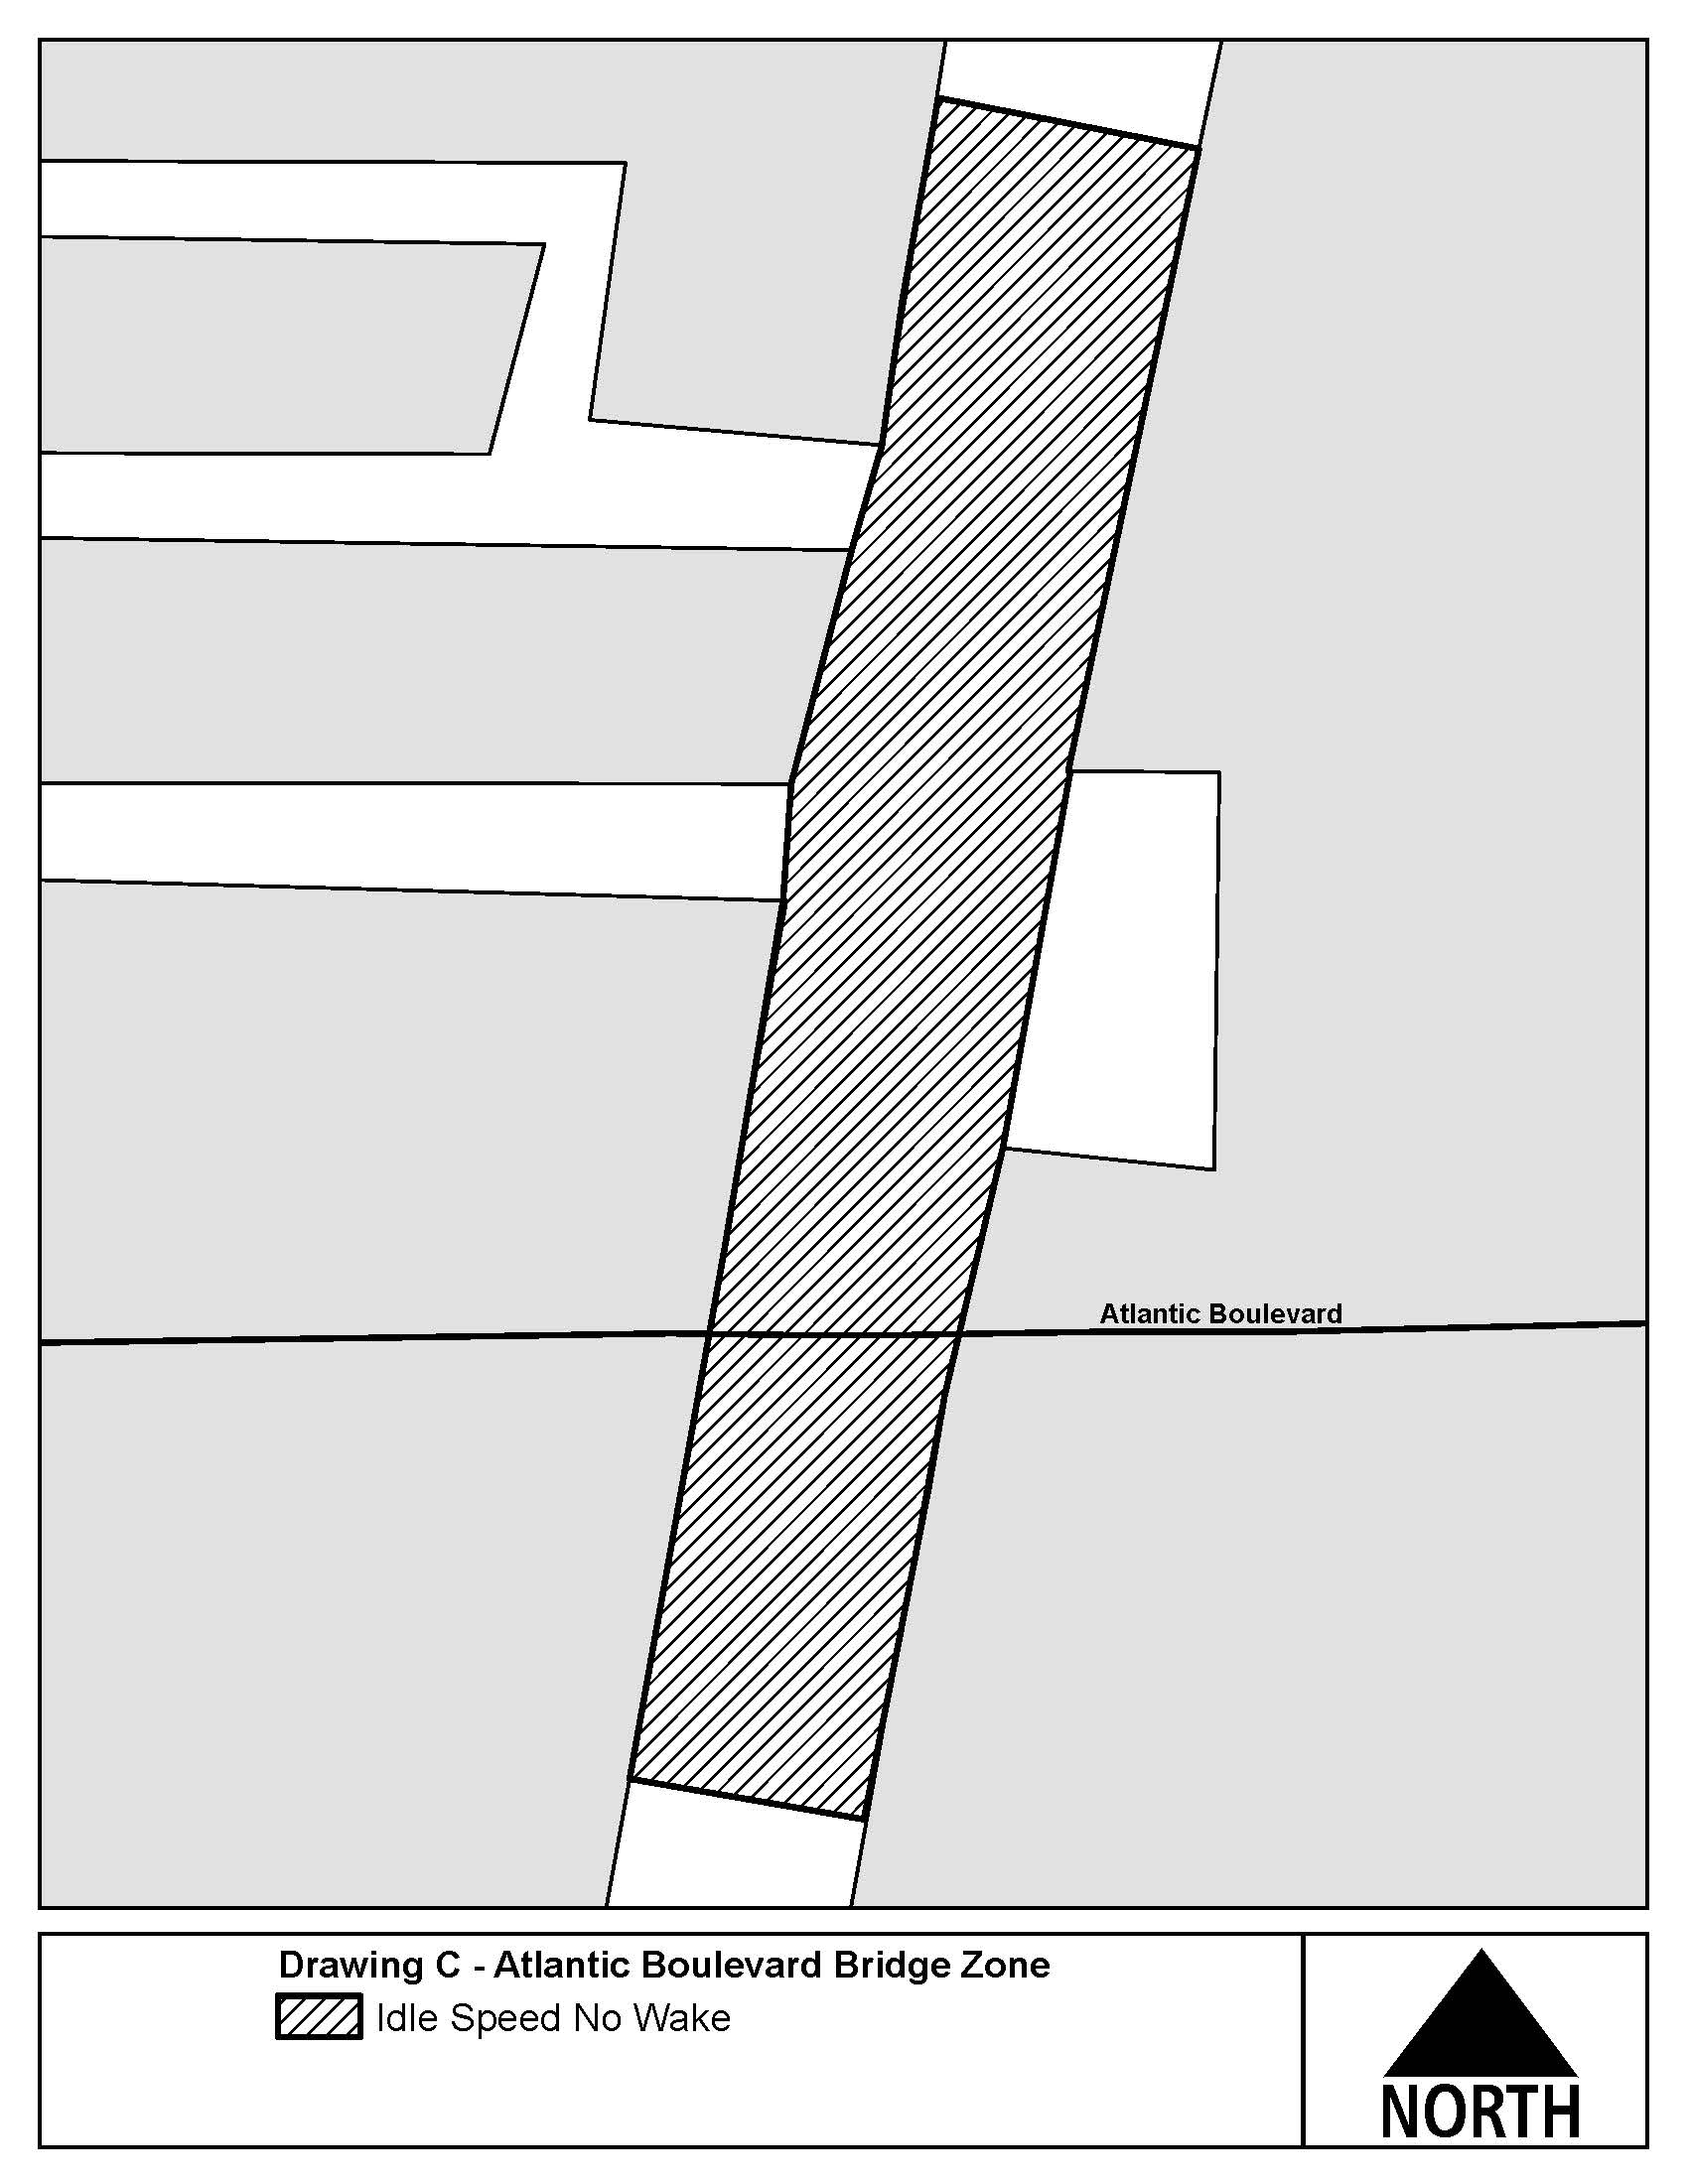 Atlantic Boulevard
Drawing C - Atlantic Boulevard Bridge Zone
Idle Speed No Wake
NORTH